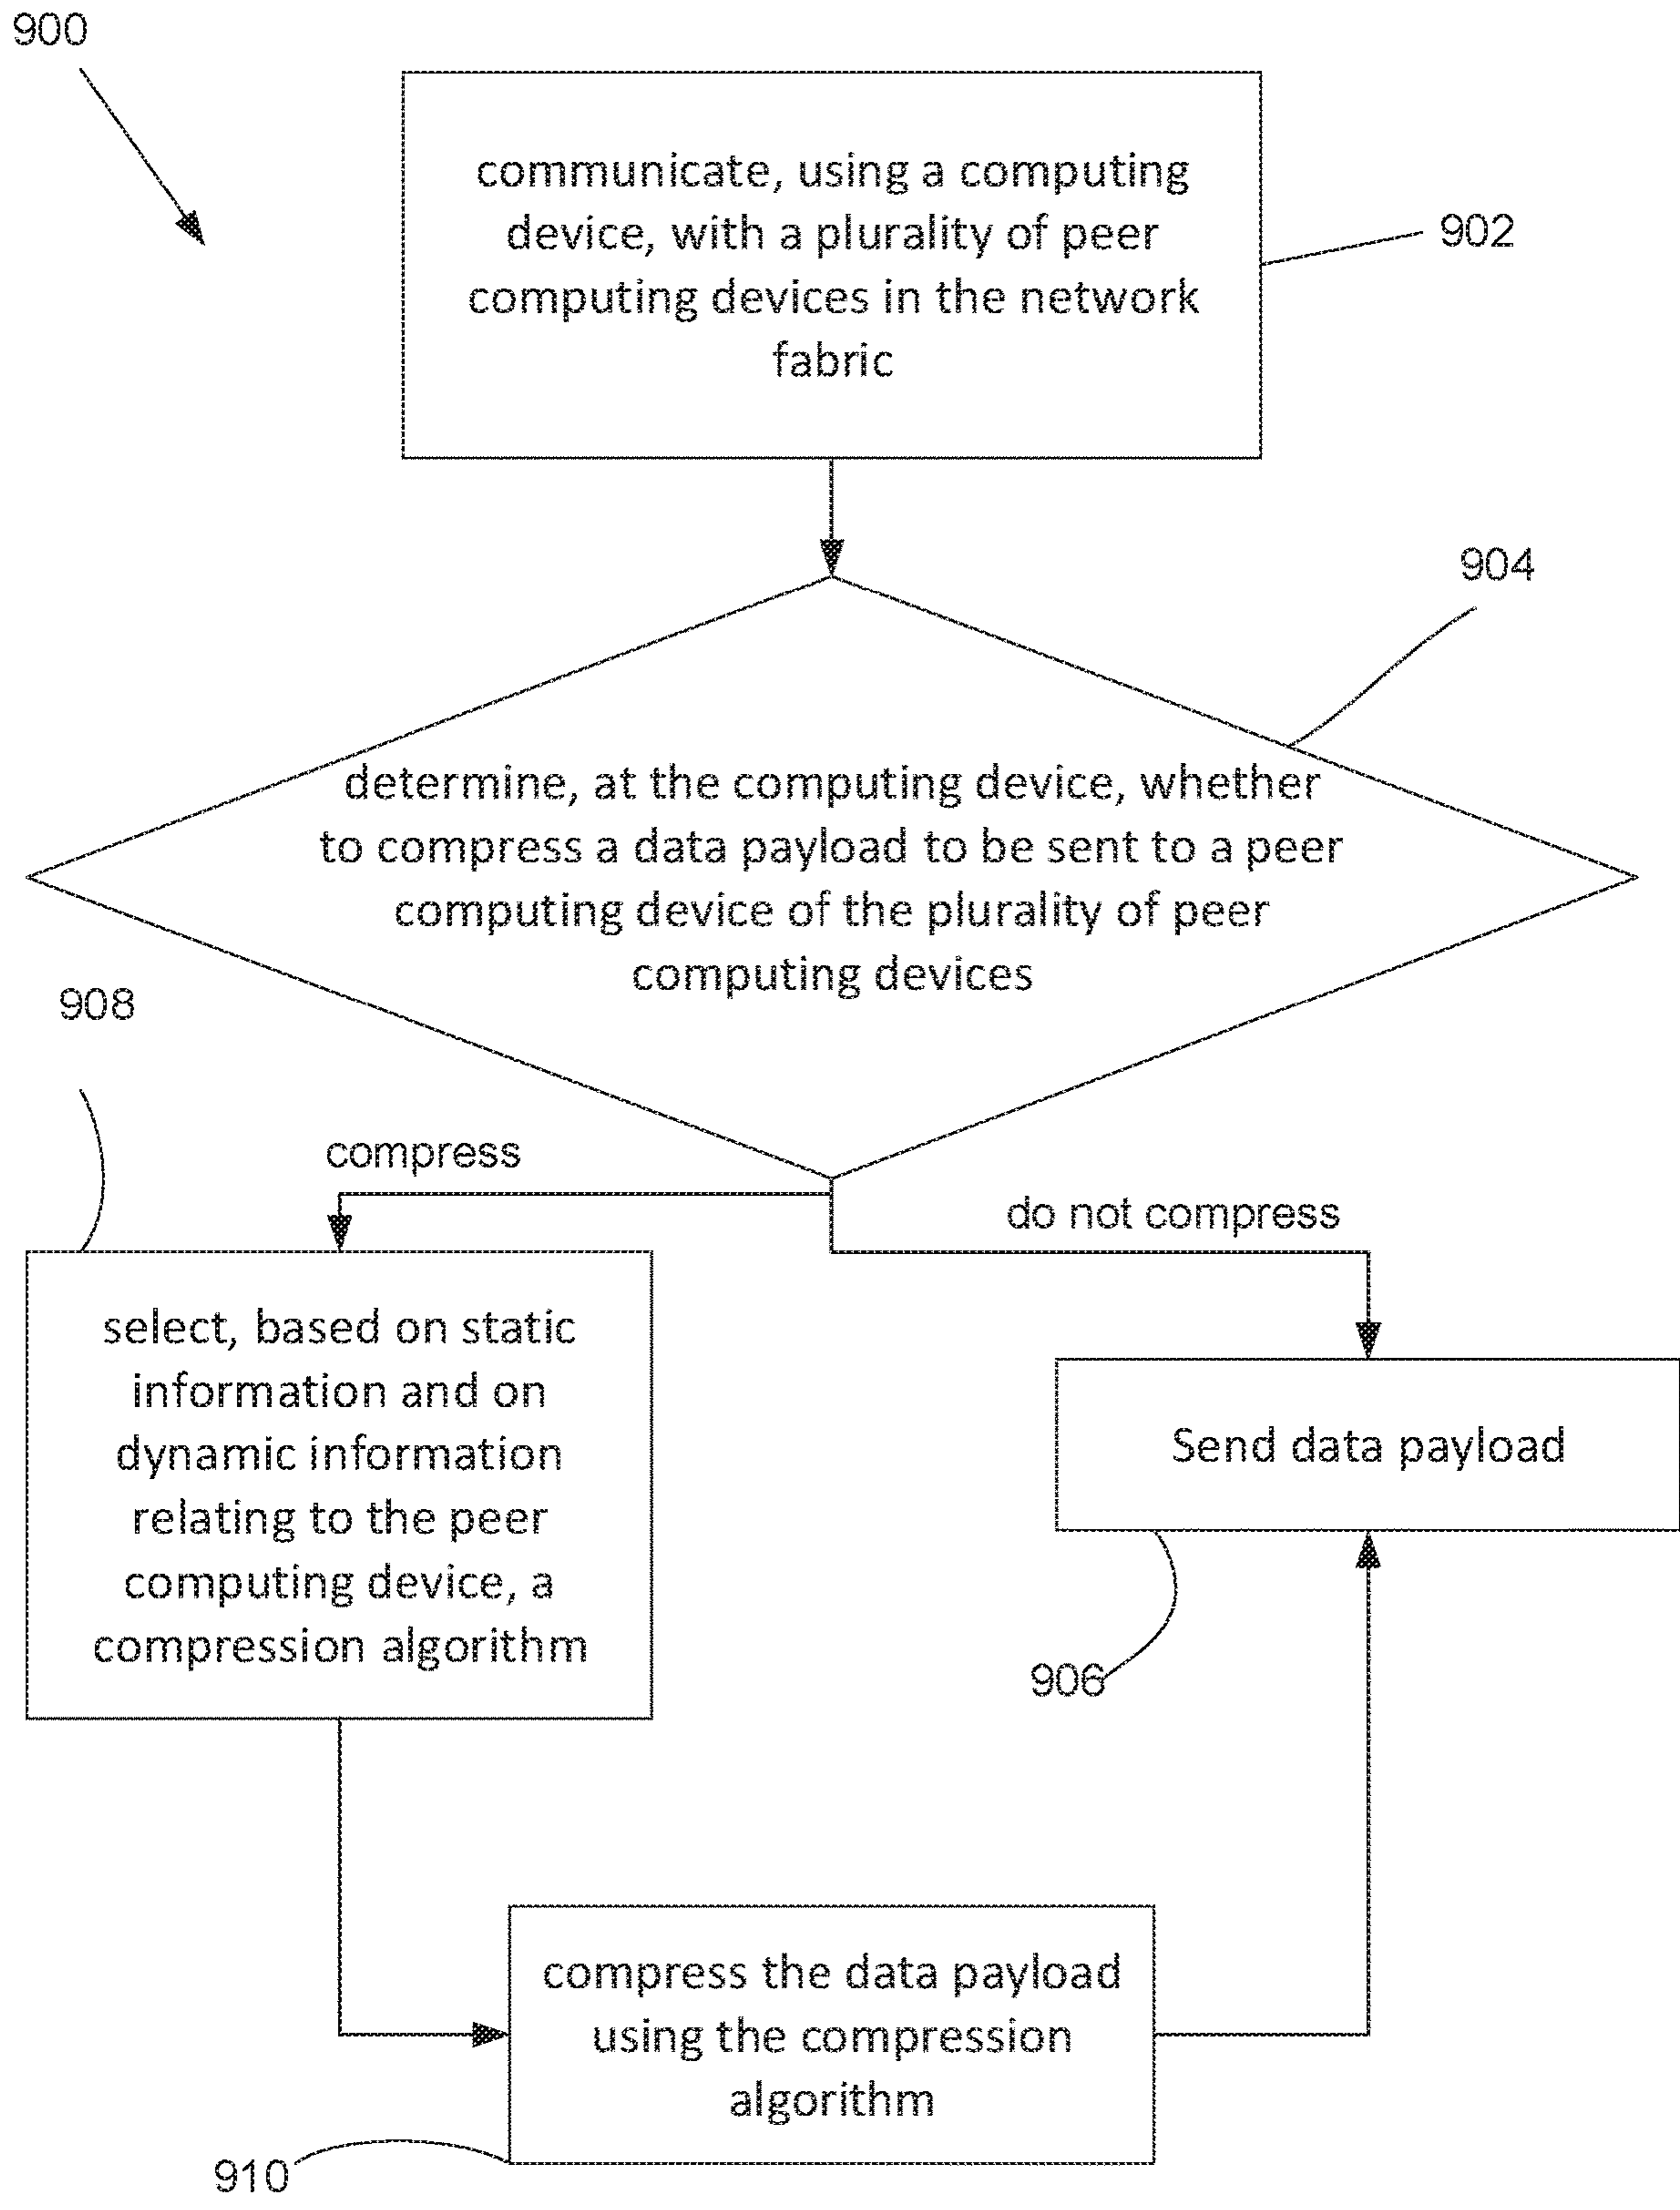 900
communicate, using a computing
device, with a plurality of peer
computing devices in the network
fabric
902
904
determine, at the computing device, whether
to compress a data payload to be sent to a peer
computing device of the plurality of peer
computing devices
908
compress
do not compress
select, based on static
information and on
dynamic information
relating to the peer
computing device, a
compression algorithm
Send data payload
906
compress the data payload
using the compression
algorithm
910